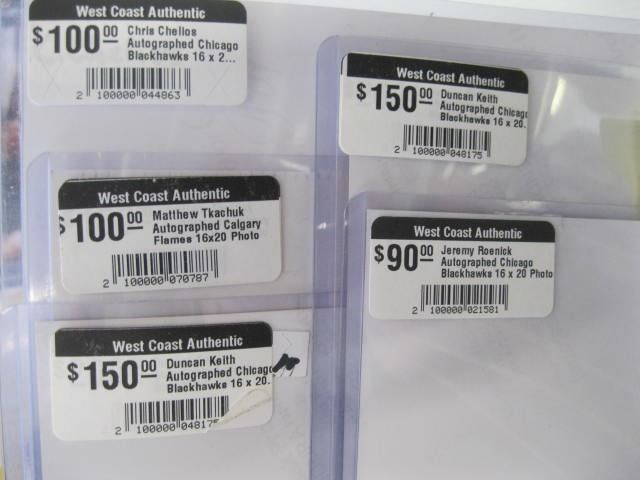 West Coast Authentic
$100.00 Chris Chelios
Autographed Chicago
Blackhawks 16 x 2...
2 100000 044863
West Coast Authentic
$150.00 Duncan Keith
Autographed Chicago
Blackhawks 16 x 20.
2 100000 048175
West Coast Authentic
$100.00 Matthew Tkachuk
Autographed Calgary
Flames 16x20 Photo
2 100000 070787
West Coast Authentic
$90.00 Jeremy Roenick
Autographed Chicago
Blackhawks 16 x 20 Photo
2 100000 021581
West Coast Authentic
$150.00 Duncan Keith
Autographed Chicago
Blackhawks 16 x 20.
2 100000 048175